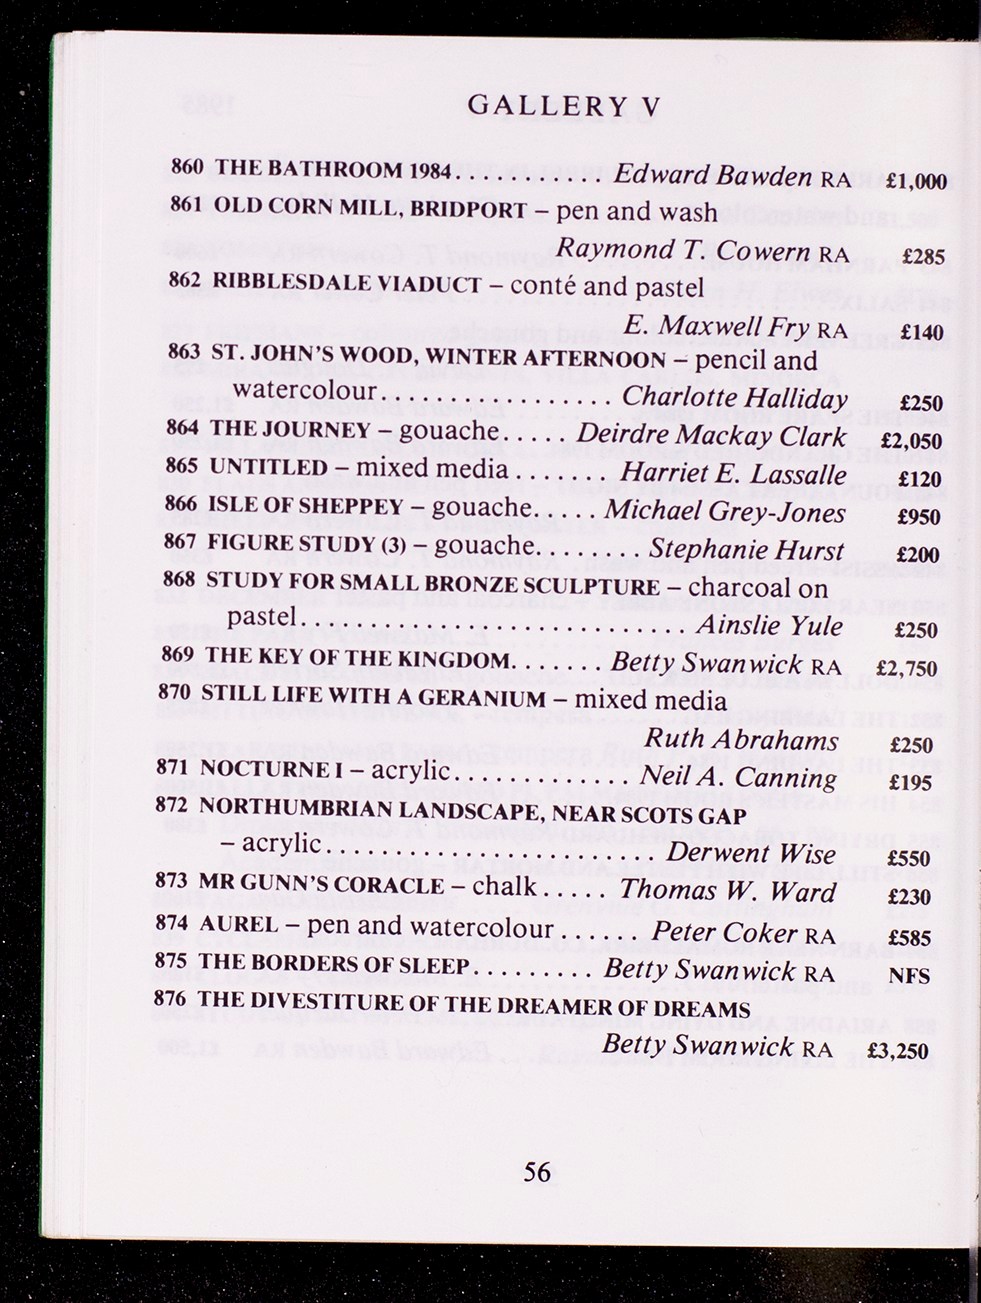 GALLERY V
860 THE BATHROOM 1984............ Edward Bawden RA £1,000
861 OLD CORN MILL, BRIDPORT – pen and wash
Raymond T. Cowern RA £285
862 RIBBLESDALE VIADUCT – conté and pastel
E. Maxwell Fry RA £140
863 ST. JOHN'S WOOD, WINTER AFTERNOON – pencil and
watercolour................... Charlotte Halliday £250
864 THE JOURNEY – gouache..... Deirdre Mackay Clark £2,050
865 UNTITLED – mixed media........ Harriet E. Lassalle £120
866 ISLE OF SHEPPEY – gouache..... Michael Grey-Jones £950
867 FIGURE STUDY (3) – gouache........ Stephanie Hurst £200
868 STUDY FOR SMALL BRONZE SCULPTURE – charcoal on
pastel............................... Ainslie Yule £250
869 THE KEY OF THE KINGDOM....... Betty Swanwick RA £2,750
870 STILL LIFE WITH A GERANIUM – mixed media
Ruth Abrahams £250
871 NOCTURNE I – acrylic.............. Neil A. Canning £195
872 NORTHUMBRIAN LANDSCAPE, NEAR SCOTS GAP
– acrylic......................... Derwent Wise £550
873 MR GUNN'S CORACLE – chalk...... Thomas W. Ward £230
874 AUREL – pen and watercolour...... Peter Coker RA £585
875 THE BORDERS OF SLEEP......... Betty Swanwick RA NFS
876 THE DIVESTITURE OF THE DREAMER OF DREAMS
Betty Swanwick RA £3,250
56